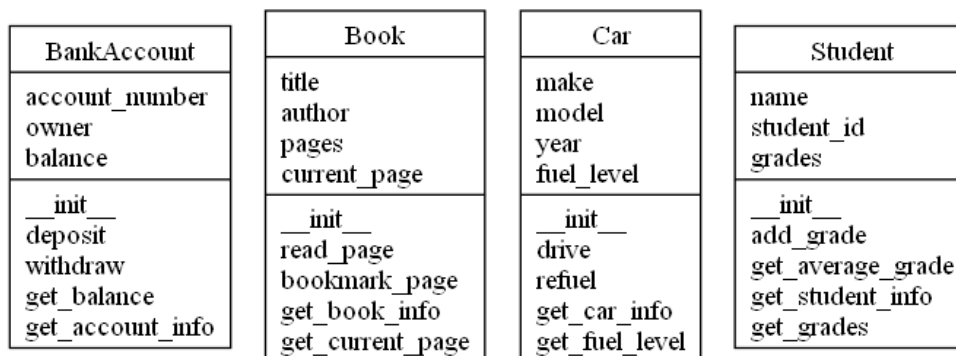 BankAccount
account_number
owner
balance
__init__
deposit
withdraw
get_balance
get_account_info
Book
title
author
pages
current_page
__init__
read_page
bookmark_page
get_book_info
get_current_page
Car
make
model
year
fuel_level
__init__
drive
refuel
get_car_info
get_fuel_level
Student
name
student_id
grades
__init__
add_grade
get_average_grade
get_student_info
get_grades